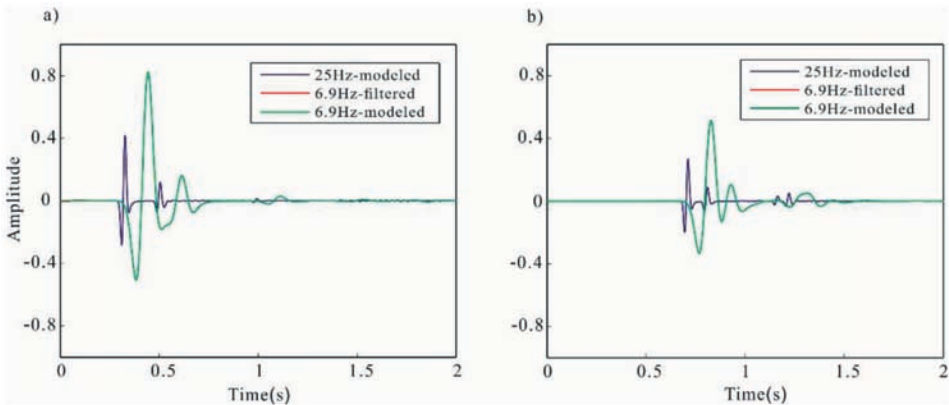 a)
0.8
0.4
0
-0.4
-0.8
Amplitude
25Hz-modeled
6.9Hz-filtered
6.9Hz-modeled
0
0.5
1
1.5
2
Time(s)
b)
0.8
0.4
0
-0.4
-0.8
25Hz-modeled
6.9Hz-filtered
6.9Hz-modeled
0
0.5
1
1.5
2
Time(s)